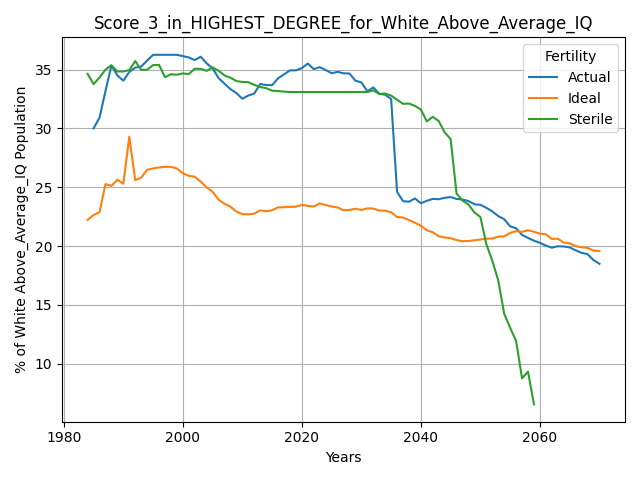 Score_3_in_HIGHEST_DEGREE_for_White_Above_Average_IQ
% of White Above_Average_IQ Population
35
30
25
20
15
10
1980
2000
2020
2040
2060
Years
Fertility
Actual
Ideal
Sterile